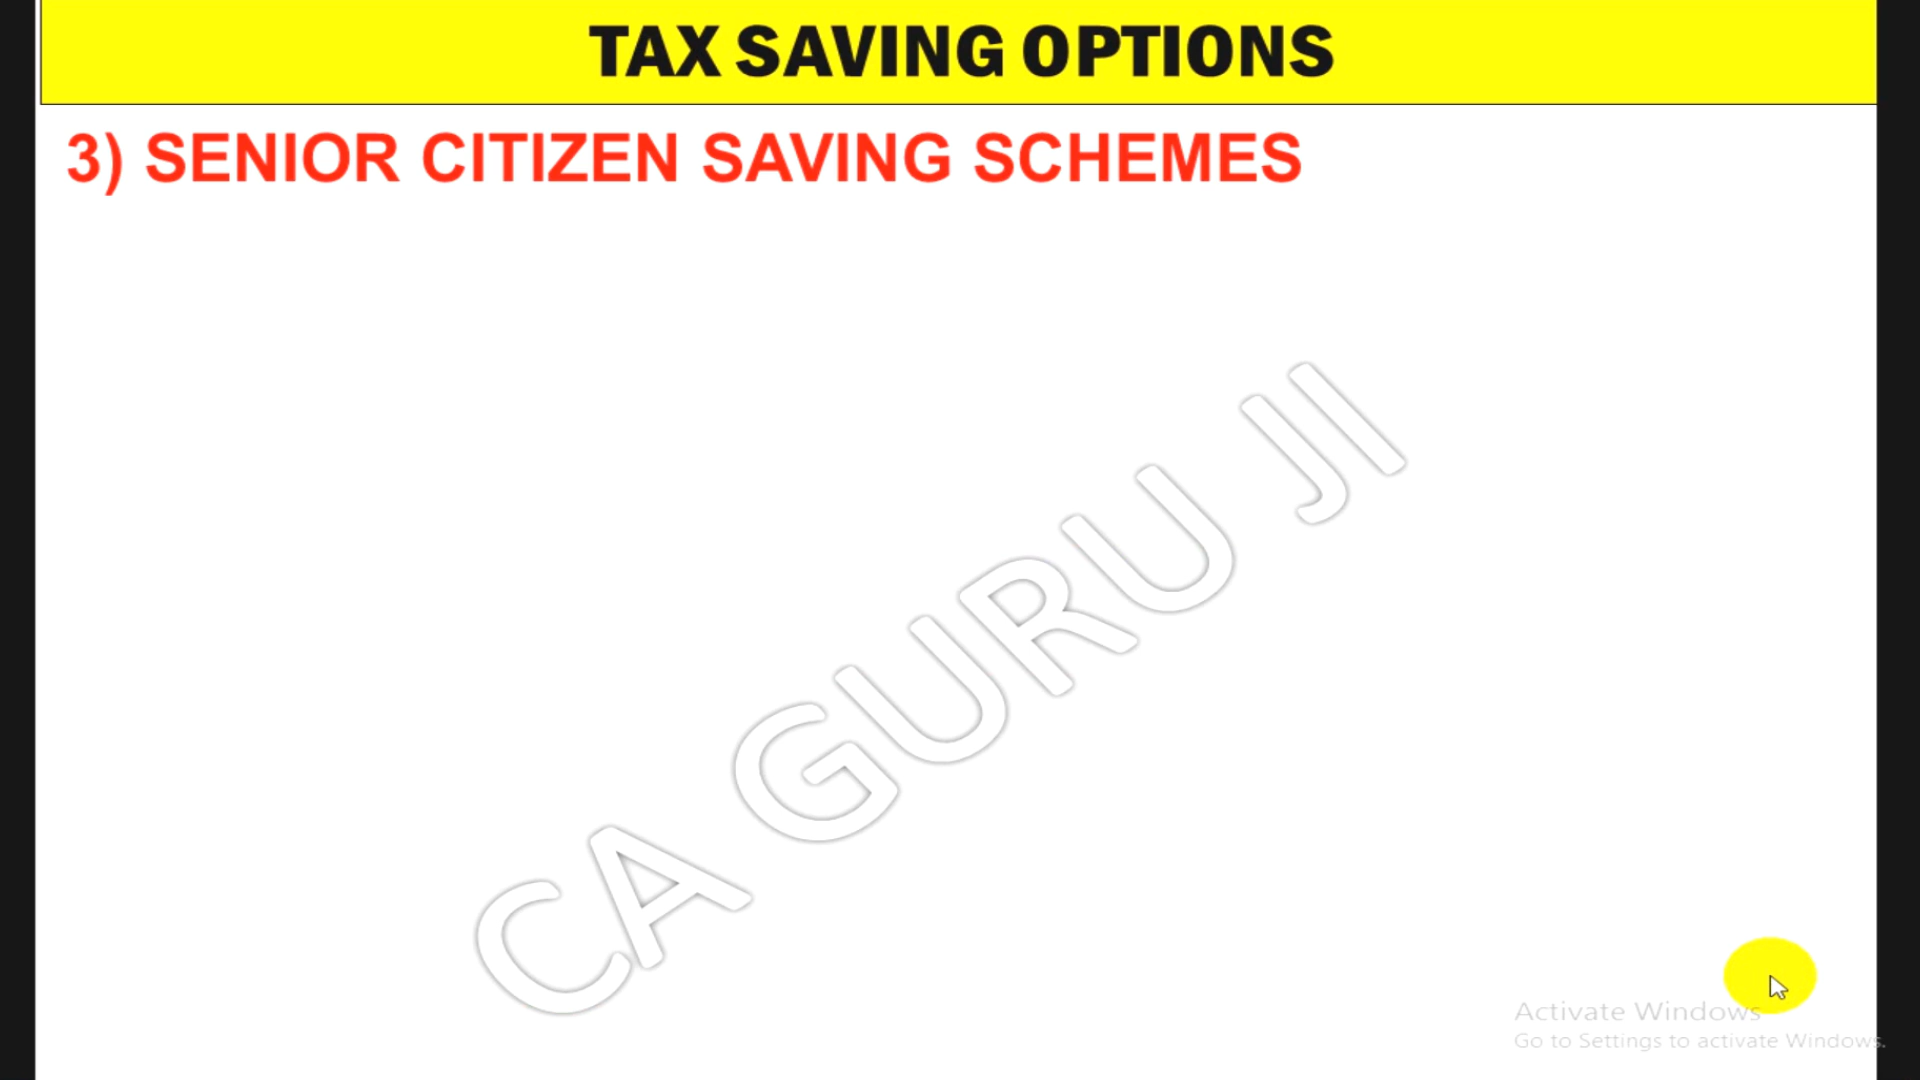 TAX SAVING OPTIONS
3) SENIOR CITIZEN SAVING SCHEMES
CA GURU JI
Activate Windows
Go to Settings to activate Windows.